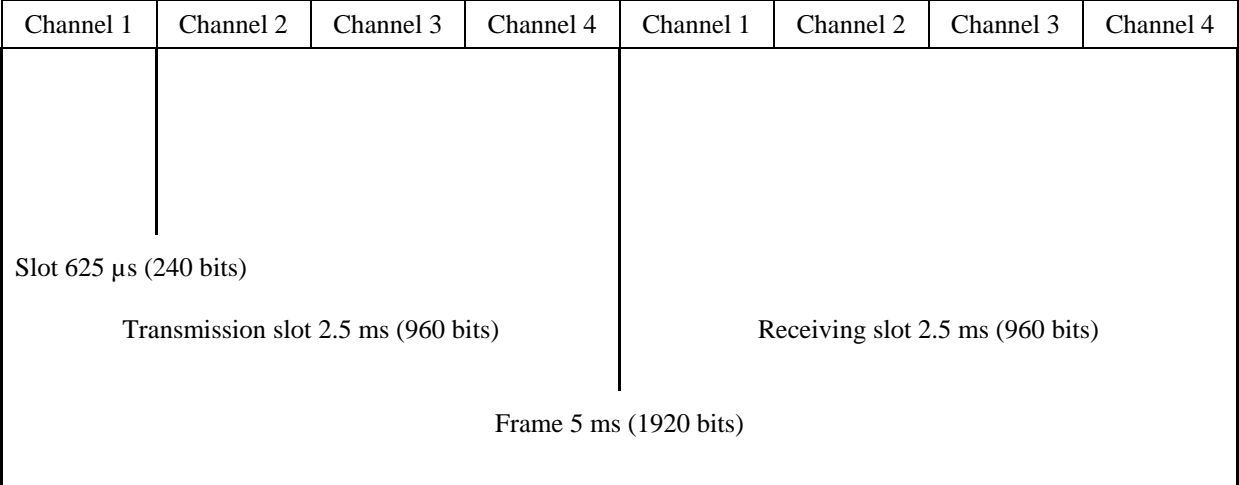 Channel 1 Channel 2 Channel 3 Channel 4 Channel 1 Channel 2 Channel 3 Channel 4
Slot 625 µs (240 bits)
Transmission slot 2.5 ms (960 bits) Receiving slot 2.5 ms (960 bits)
Frame 5 ms (1920 bits)